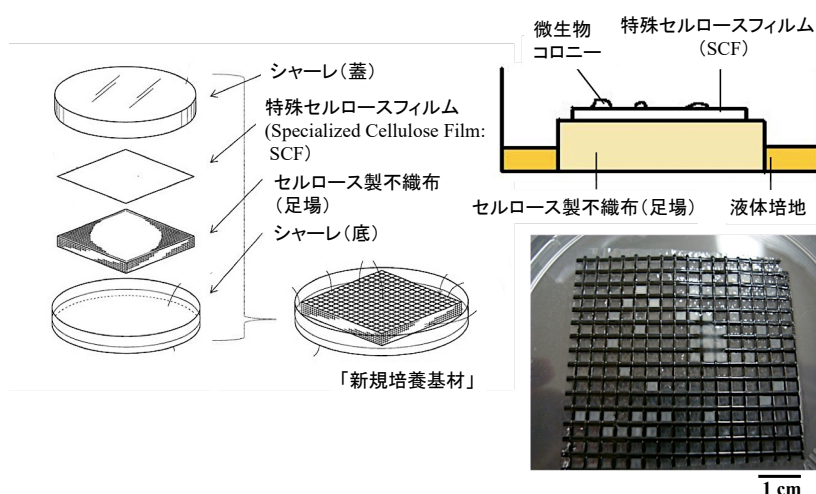 シャーレ（蓋）
特殊セルロースフィルム
(Specialized Cellulose Film:
SCF）
セルロース製不織布
（足場）
シャーレ（底）
「新規培養基材」
微生物
コロニー
特殊セルロースフィルム
（SCF）
セルロース製不織布（足場）
液体培地
1 cm